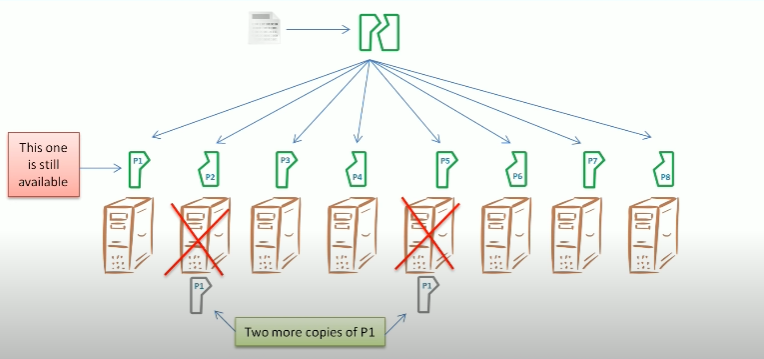 P1
P2
P3
P4
P5
P6
P7
P8
This one
is still
available
P1
P1
Two more copies of P1